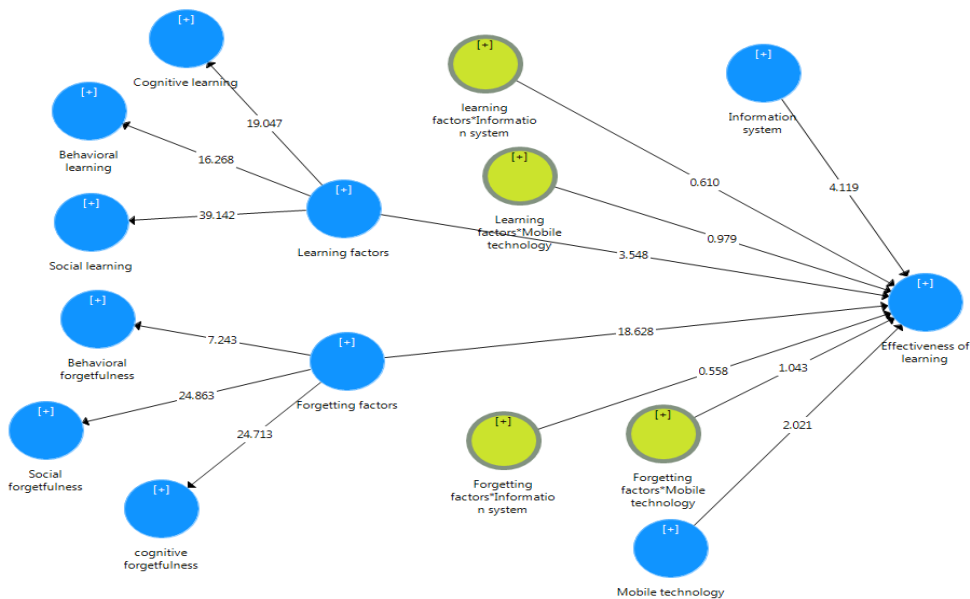 [+]
Cognitive learning
[+]
learning
factors*Informatio
n system
[+]
Information
system
[+]
Behavioral
learning
19.047
16.268
[+]
Learning
factors*Mobile
technology
0.610
4.119
[+]
Social learning
39.142
[+]
Learning factors
0.979
3.548
[+]
Effectiveness of
learning
[+]
Behavioral
forgetfulness
7.243
[+]
Forgetting factors
18.628
0.558
1.043
24.863
24.713
2.021
[+]
Social
forgetfulness
[+]
Forgetting
factors*Informatio
n system
[+]
Forgetting
factors*Mobile
technology
[+]
cognitive
forgetfulness
[+]
Mobile technology